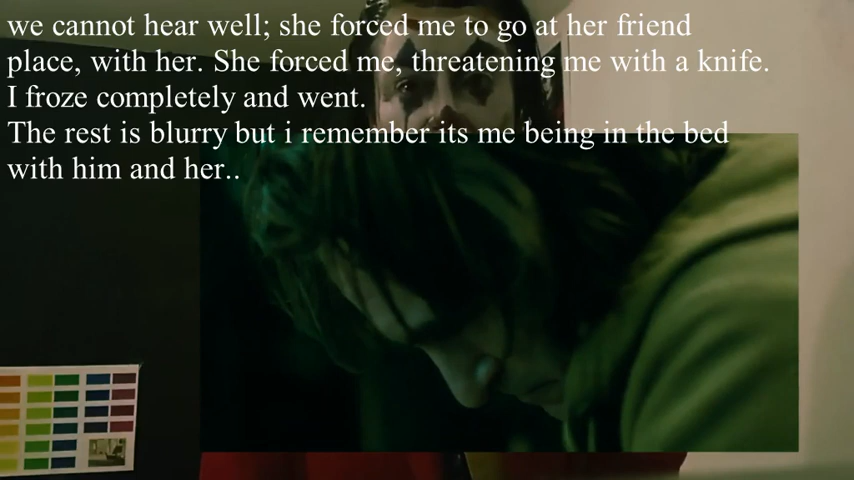 we cannot hear well; she forced me to go at her friend
place, with her. She forced me, threatening me with a knife.
I froze completely and went.
The rest is blurry but i remember its me being in the bed
with him and her..